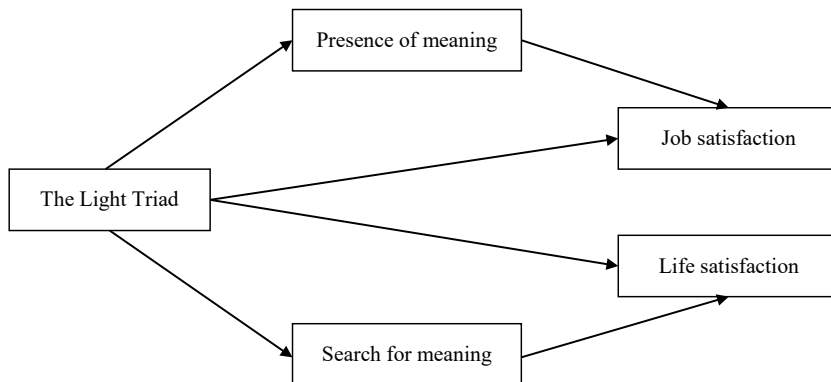 Presence of meaning
Job satisfaction
The Light Triad
Life satisfaction
Search for meaning